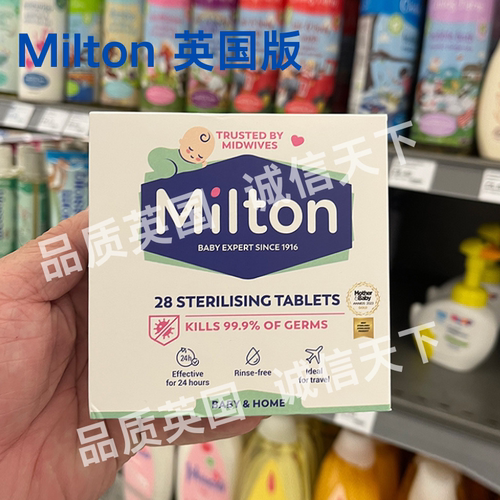 Milton 英国版
TRUSTED BY
MIDWIVES
Milton
BABY EXPERT SINCE 1916
28 STERILISING TABLETS
KILLS 99.9% OF GERMS
Mother
&Baby
24h
Effective
for 24 hours
Rinse-free
Ideal
for travel
BABY & HOME
品质英国 诚信天下
品质英国 诚信天下